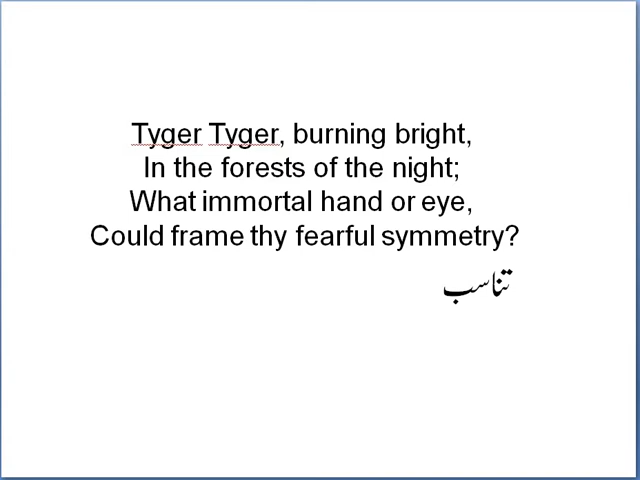 Tyger Tyger, burning bright,
In the forests of the night;
What immortal hand or eye,
Could frame thy fearful symmetry?
تناسب